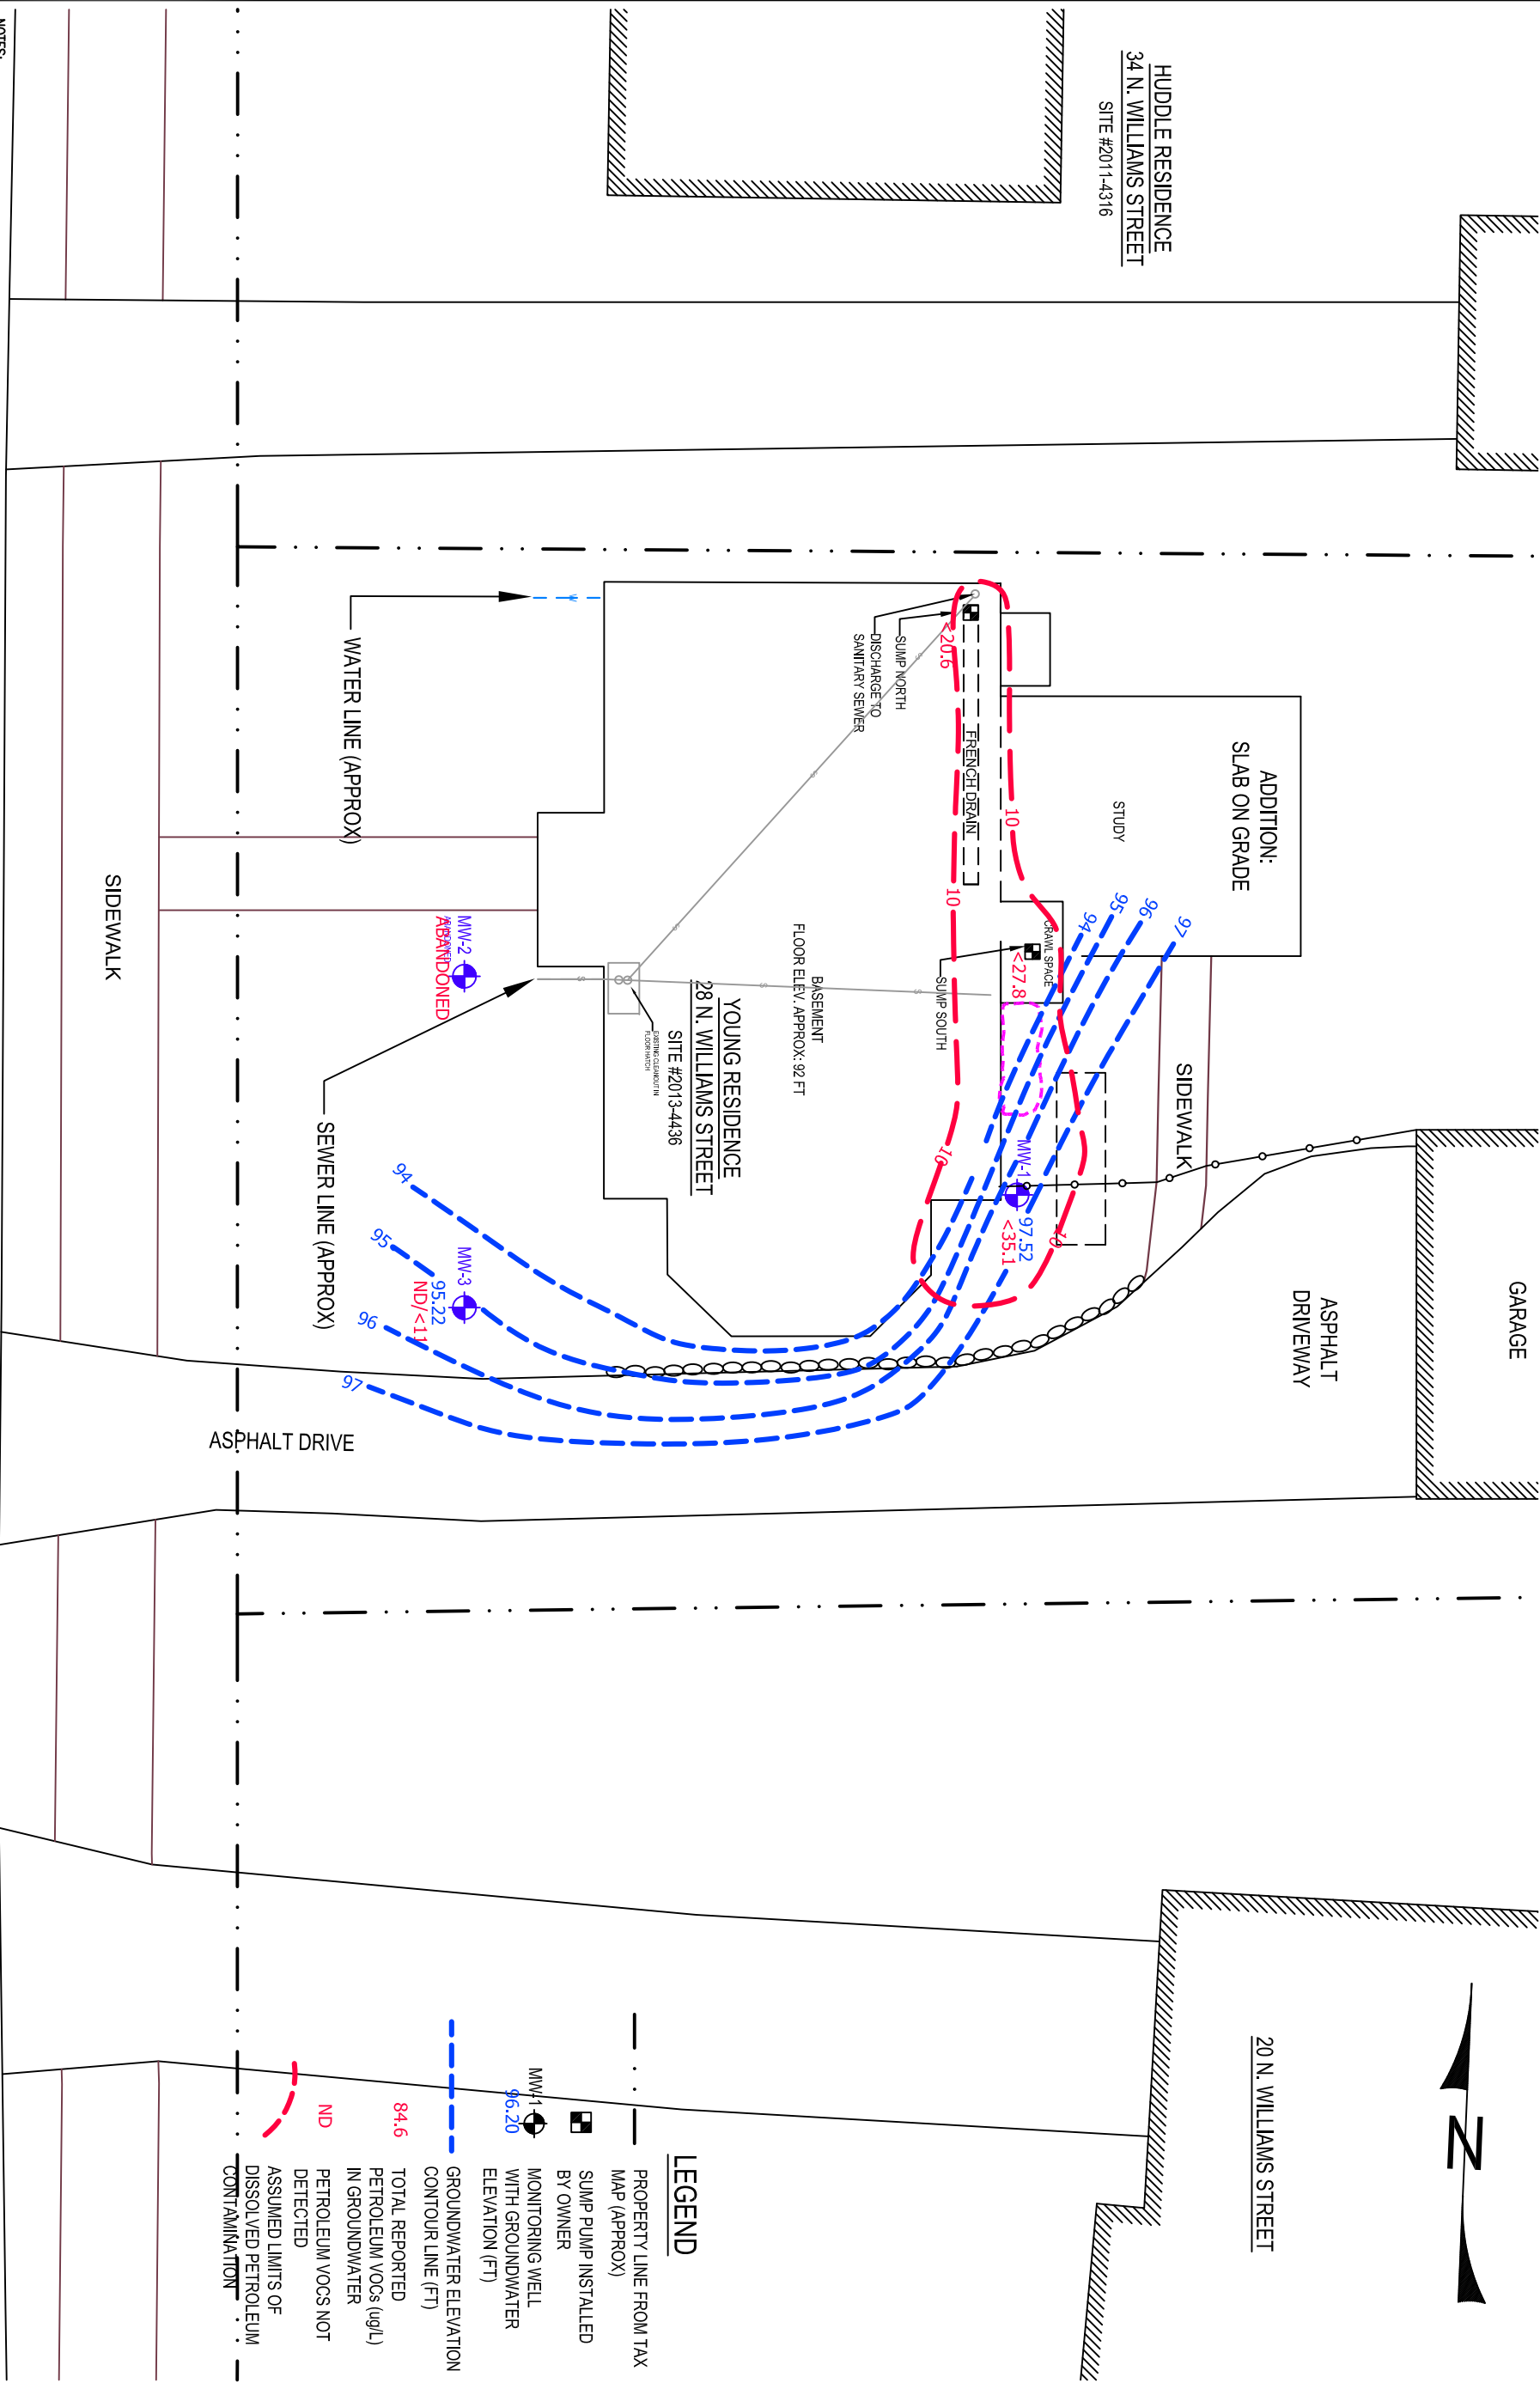 NOTES:
HUDDLE RESIDENCE
34 N. WILLIAMS STREET
SITE #2011-4316
ADDITION:
SLAB ON GRADE
STUDY
FRENCH DRAIN
SUMP NORTH
DISCHARGE TO
SANITARY SEWER
<20.6
10
10
CRAWL SPACE
<27.8
SUMP SOUTH
BASEMENT
FLOOR ELEV. APPROX: 92 FT
WATER LINE (APPROX)
W
S
S
S
S
S
S
SIDEWALK
MW-2
ABANDONED
YOUNG RESIDENCE
28 N. WILLIAMS STREET
SITE #2013-4436
EXISTING CLEANOUT IN
FLOOR HATCH
SEWER LINE (APPROX)
94
95
96
97
SIDEWALK
MW-1
97.52
<35.1
10
10
94
95
96
97
MW-3
95.22
ND/<11
GARAGE
ASPHALT
DRIVEWAY
ASPHALT DRIVE
20 N. WILLIAMS STREET
N
LEGEND
PROPERTY LINE FROM TAX
MAP (APPROX)
SUMP PUMP INSTALLED
BY OWNER
MW-1
96.20
MONITORING WELL
WITH GROUNDWATER
ELEVATION (FT)
GROUNDWATER ELEVATION
CONTOUR LINE (FT)
84.6
TOTAL REPORTED
PETROLEUM VOCs (ug/L)
IN GROUNDWATER
ND
PETROLEUM VOCS NOT
DETECTED
ASSUMED LIMITS OF
DISSOLVED PETROLEUM
CONTAMINATION